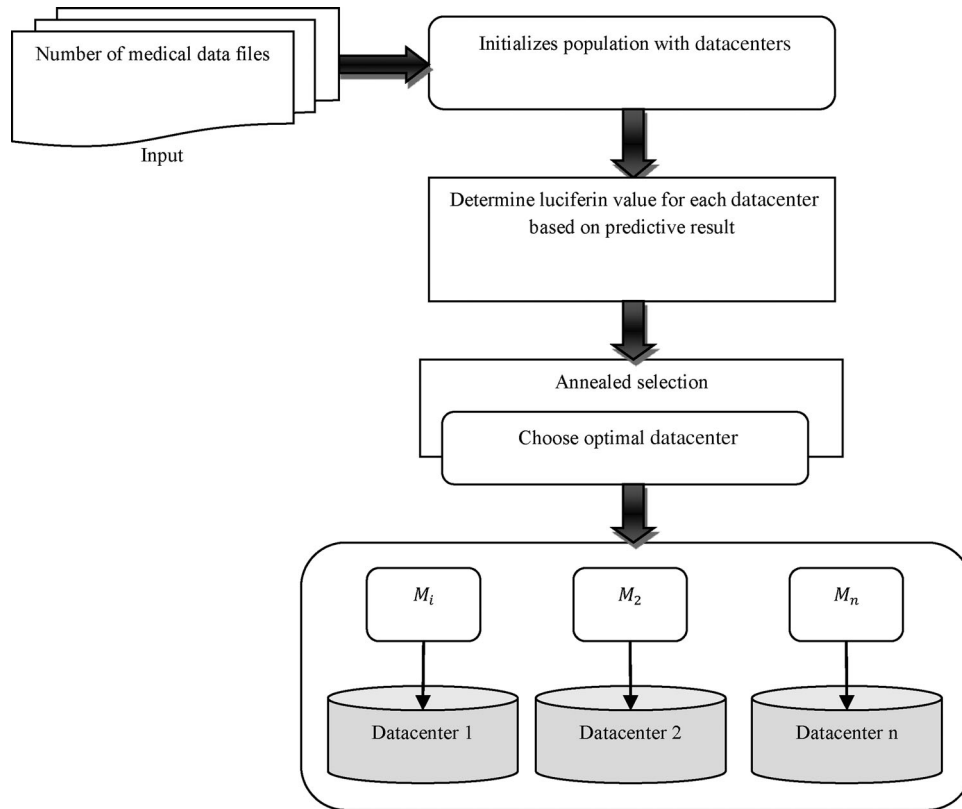 Number of medical data files
Input
Initializes population with datacenters
Determine luciferin value for each datacenter
based on predictive result
Annealed selection
Choose optimal datacenter
M_i
M_2
M_n
Datacenter 1
Datacenter 2
Datacenter n